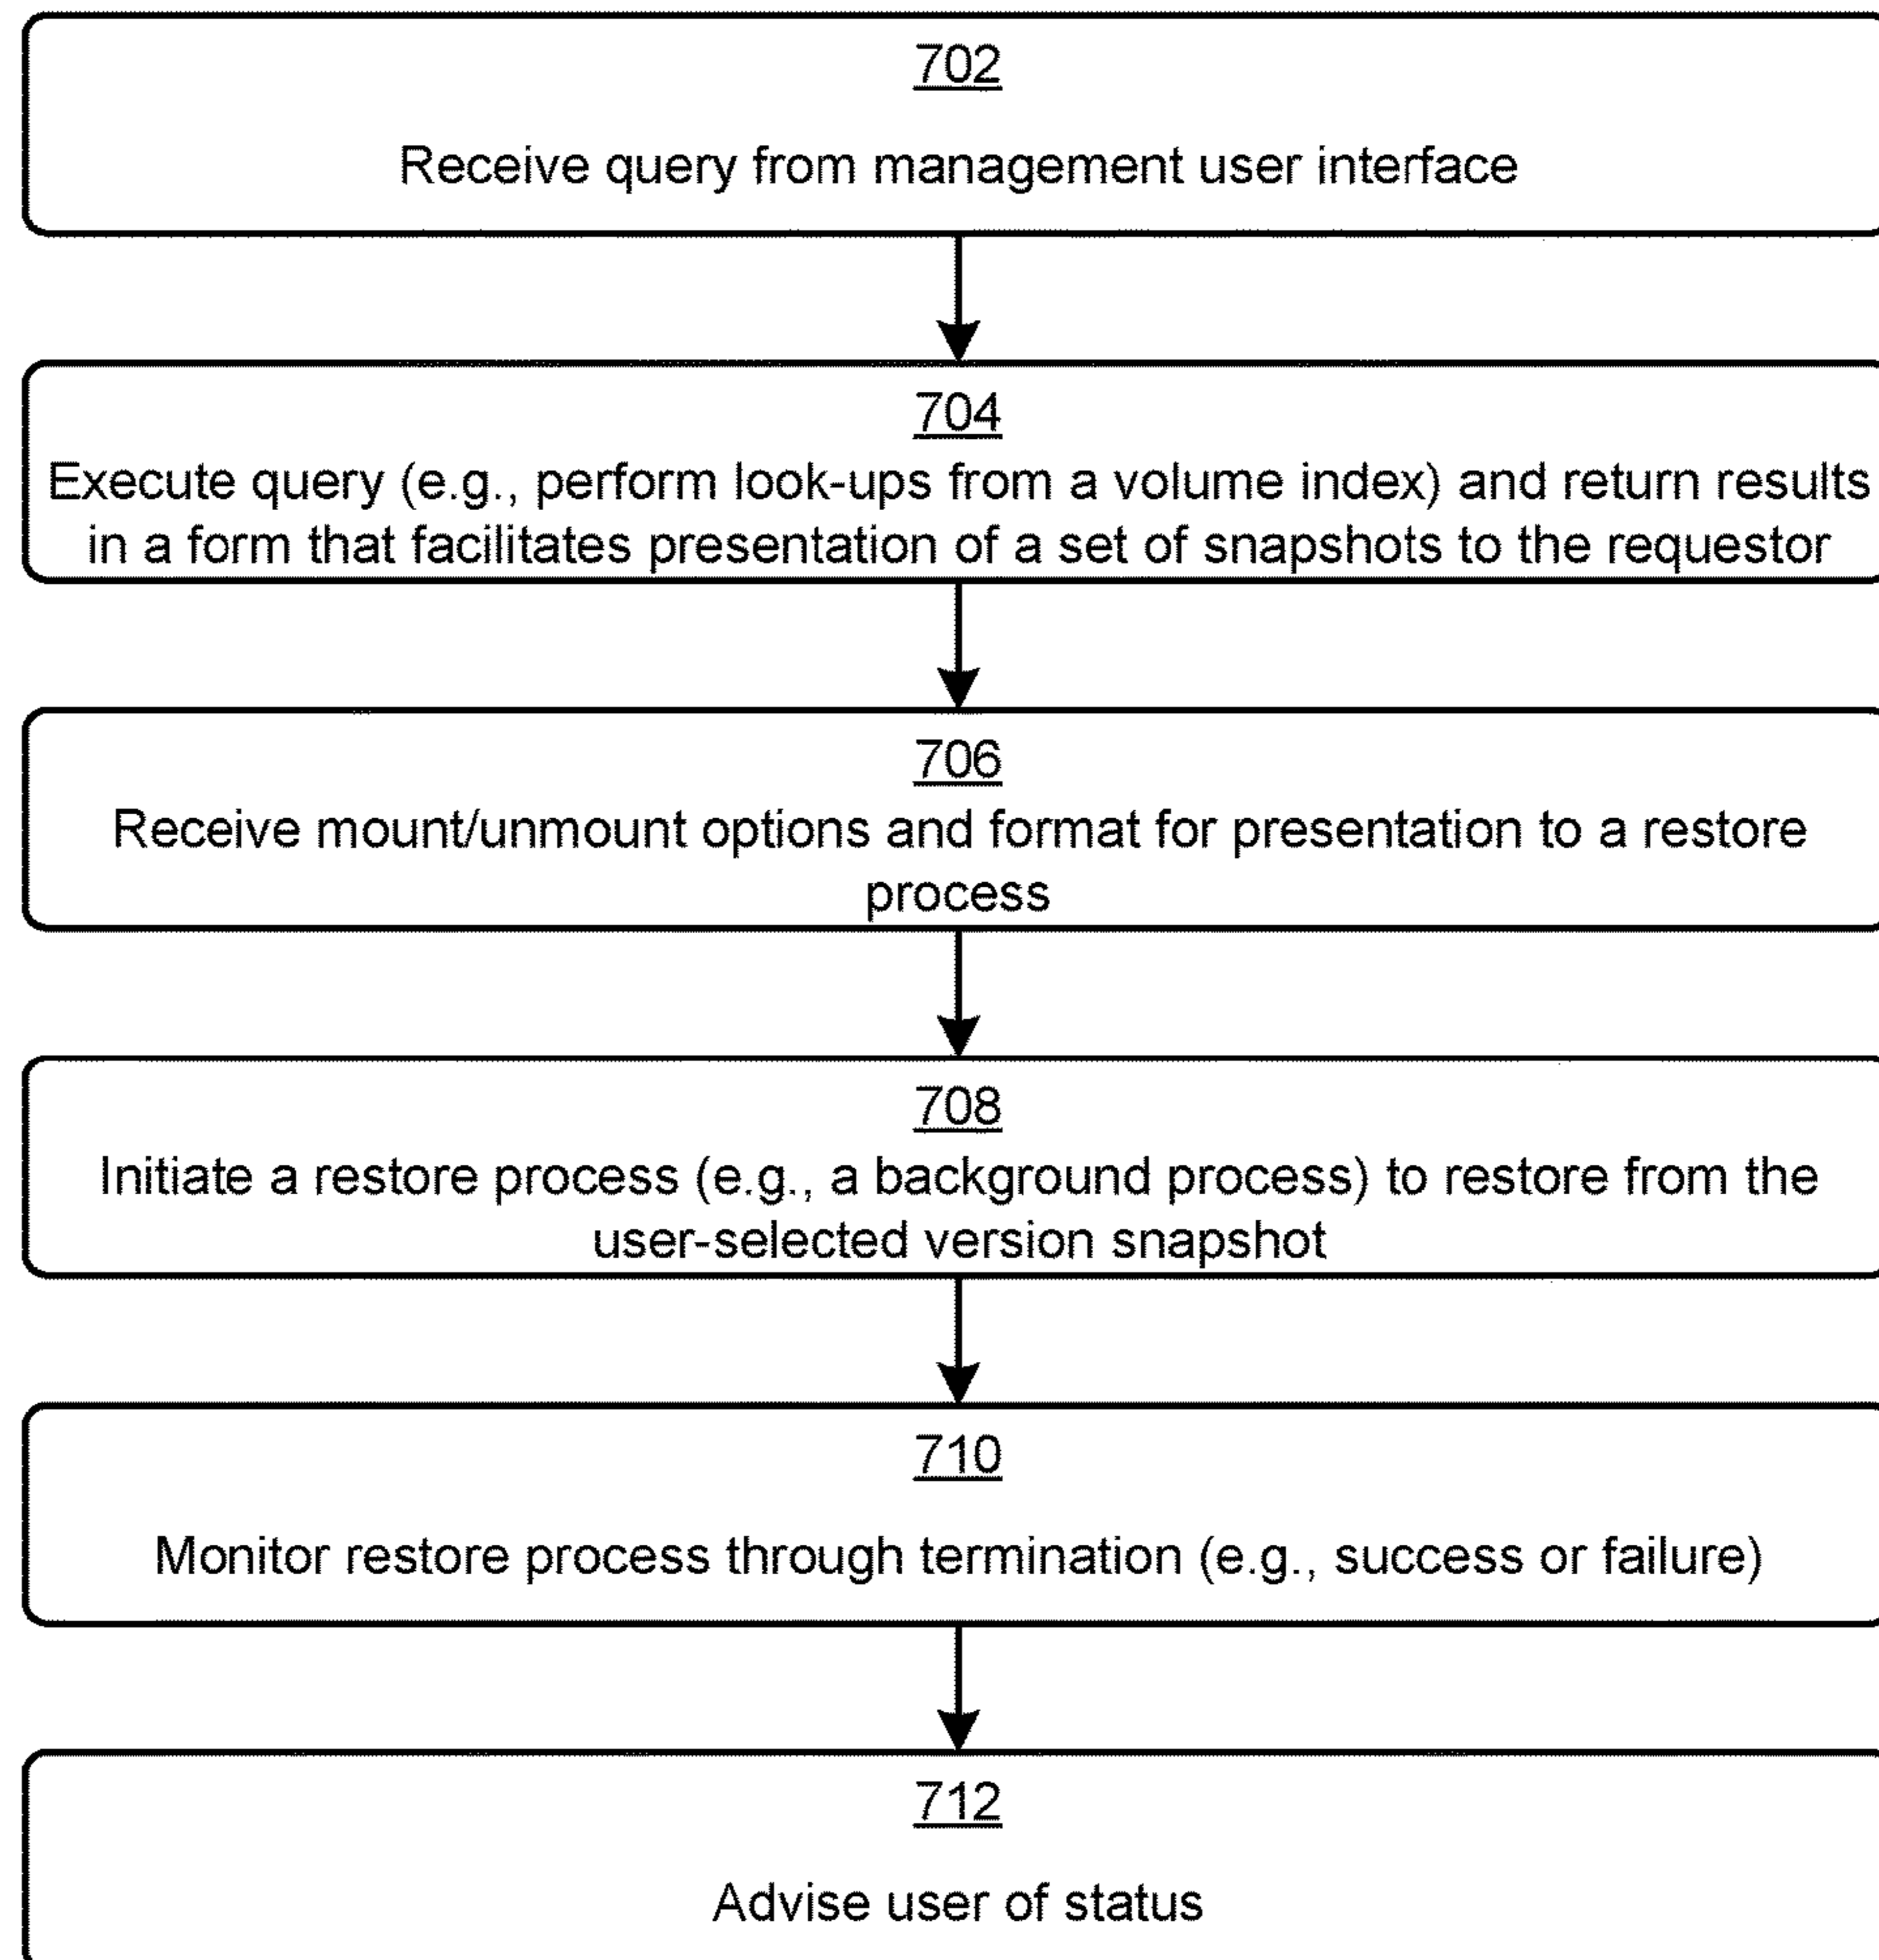 702
Receive query from management user interface
704
Execute query (e.g., perform look-ups from a volume index) and return results
in a form that facilitates presentation of a set of snapshots to the requestor
706
Receive mount/unmount options and format for presentation to a restore
process
708
Initiate a restore process (e.g., a background process) to restore from the
user-selected version snapshot
710
Monitor restore process through termination (e.g., success or failure)
712
Advise user of status